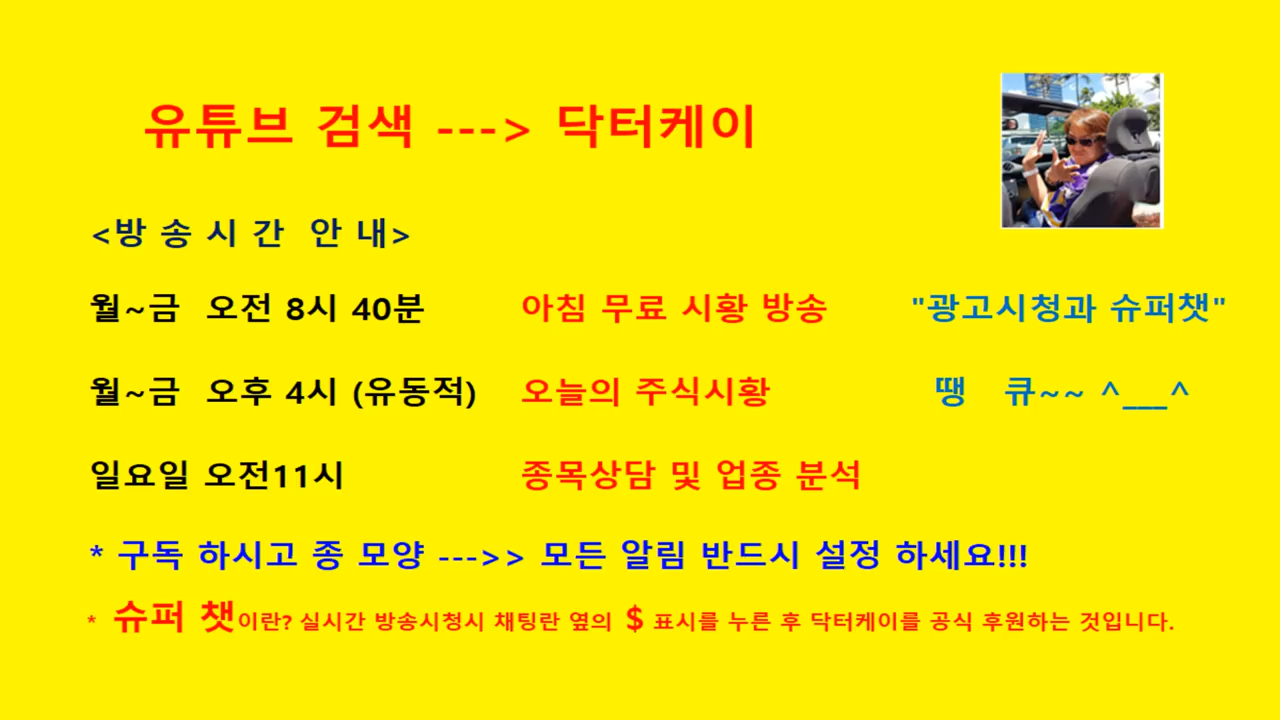 유튜브 검색 ---> 닥터케이
<방 송 시 간 안 내>
월~금 오전 8시 40분 아침 무료 시황 방송 "광고시청과 슈퍼챗"
월~금 오후 4시 (유동적) 오늘의 주식시황 땡 큐~~ ^___^
일요일 오전11시 종목상담 및 업종 분석
* 구독 하시고 종 모양 --->> 모든 알림 반드시 설정 하세요!!!
* 슈퍼 챗이란? 실시간 방송시청시 채팅란 옆의 $ 표시를 누른 후 닥터케이를 공식 후원하는 것입니다.